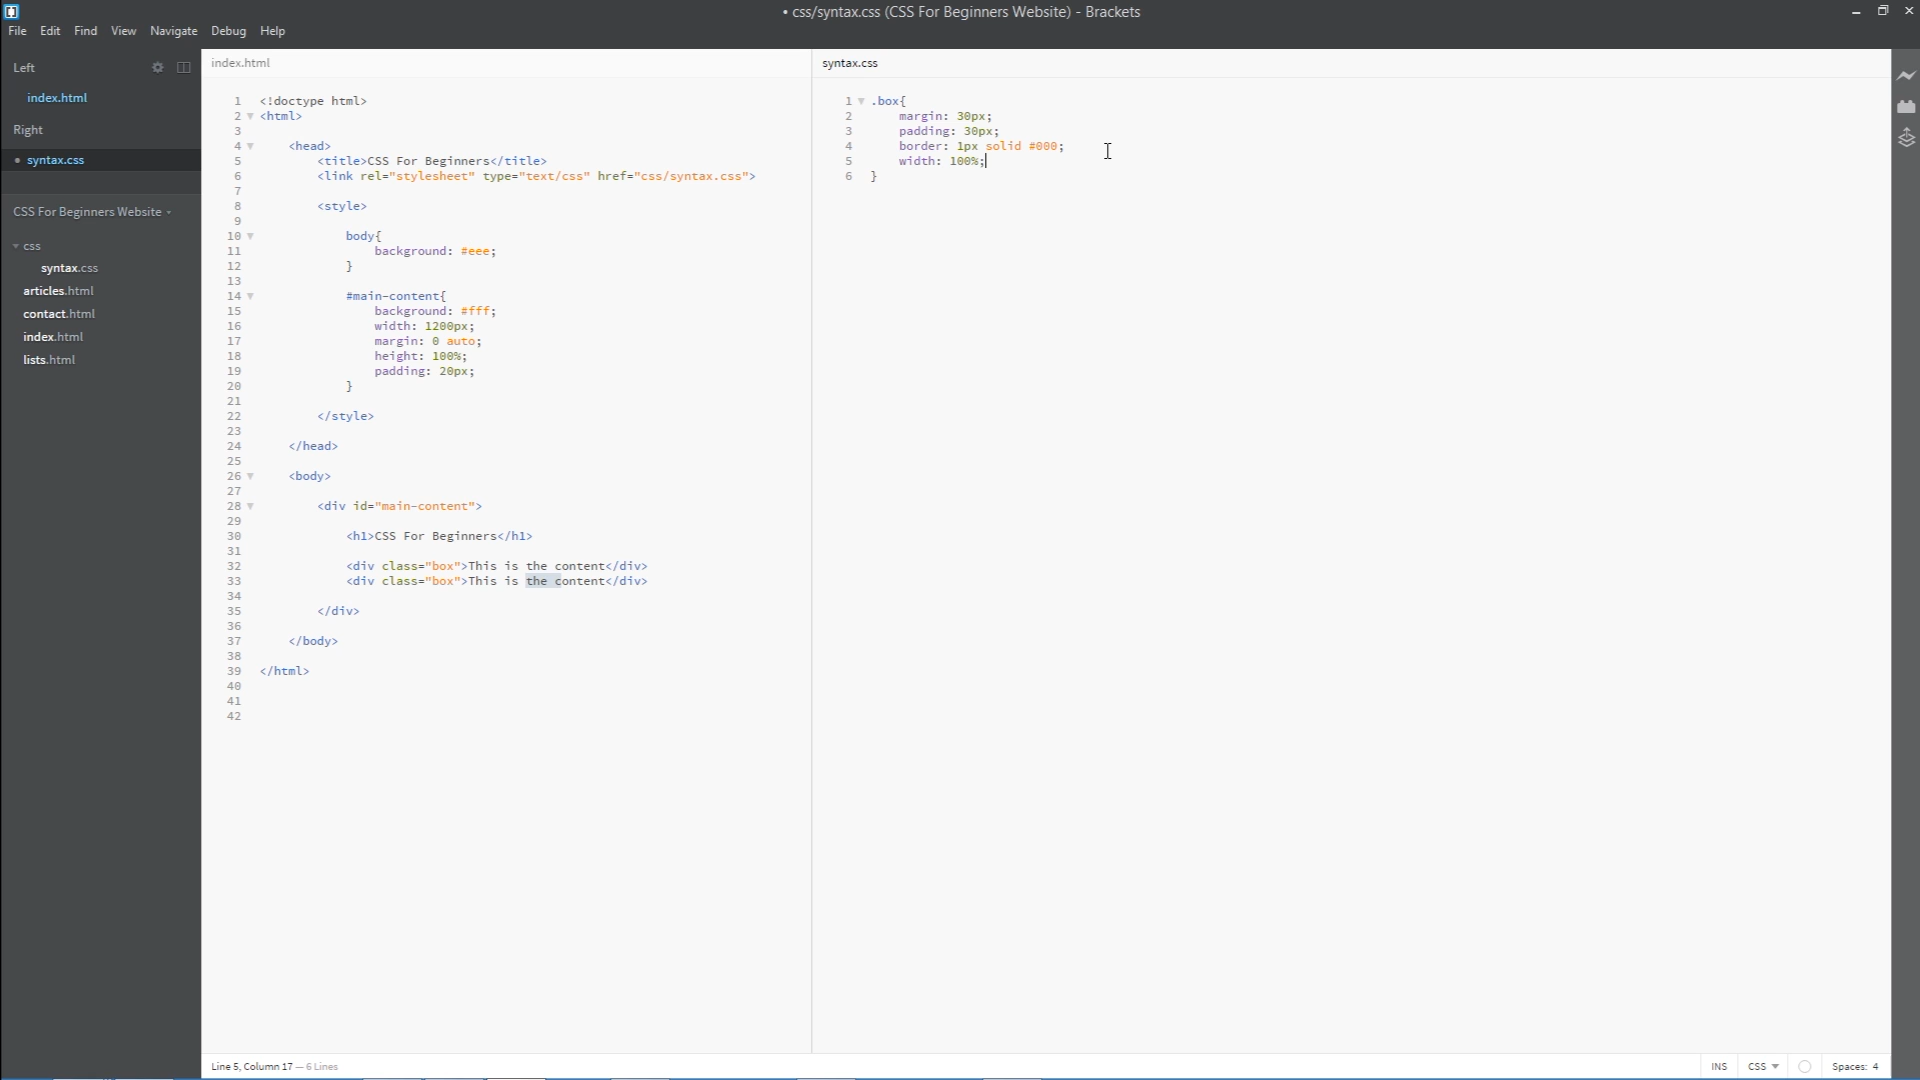 • css/syntax.css (CSS For Beginners Website) - Brackets
File Edit Find View Navigate Debug Help
Left
index.html
Right
• syntax.css
CSS For Beginners Website
css
syntax.css
articles.html
contact.html
index.html
lists.html
index.html
1 <!doctype html>
2 <html>
3
4 <head>
5 <title>CSS For Beginners</title>
6 <link rel="stylesheet" type="text/css" href="css/syntax.css">
7
8 <style>
9
10 body{
11 background: #eee;
12 }
13
14 #main-content{
15 background: #fff;
16 width: 1200px;
17 margin: 0 auto;
18 height: 100%;
19 padding: 20px;
20 }
21
22 </style>
23
24 </head>
25
26 <body>
27
28 <div id="main-content">
29
30 <h1>CSS For Beginners</h1>
31
32 <div class="box">This is the content</div>
33 <div class="box">This is the content</div>
34
35 </div>
36
37 </body>
38
39 </html>
40
41
42
syntax.css
1 .box{
2 margin: 30px;
3 padding: 30px;
4 border: 1px solid #000;
5 width: 100%;
6 }
Line 5, Column 17 — 6 Lines
INS CSS Spaces: 4